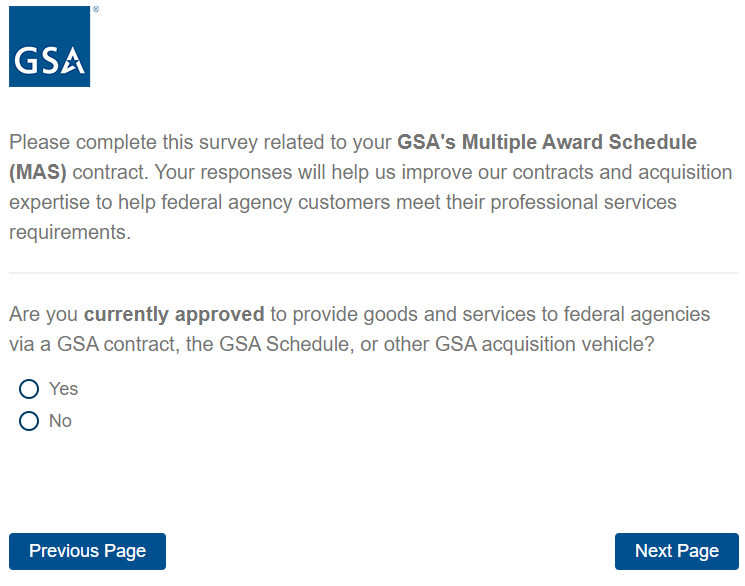 GSA
®
Please complete this survey related to your GSA's Multiple Award Schedule
(MAS) contract. Your responses will help us improve our contracts and acquisition
expertise to help federal agency customers meet their professional services
requirements.
Are you currently approved to provide goods and services to federal agencies
via a GSA contract, the GSA Schedule, or other GSA acquisition vehicle?
Yes
No
Previous Page
Next Page